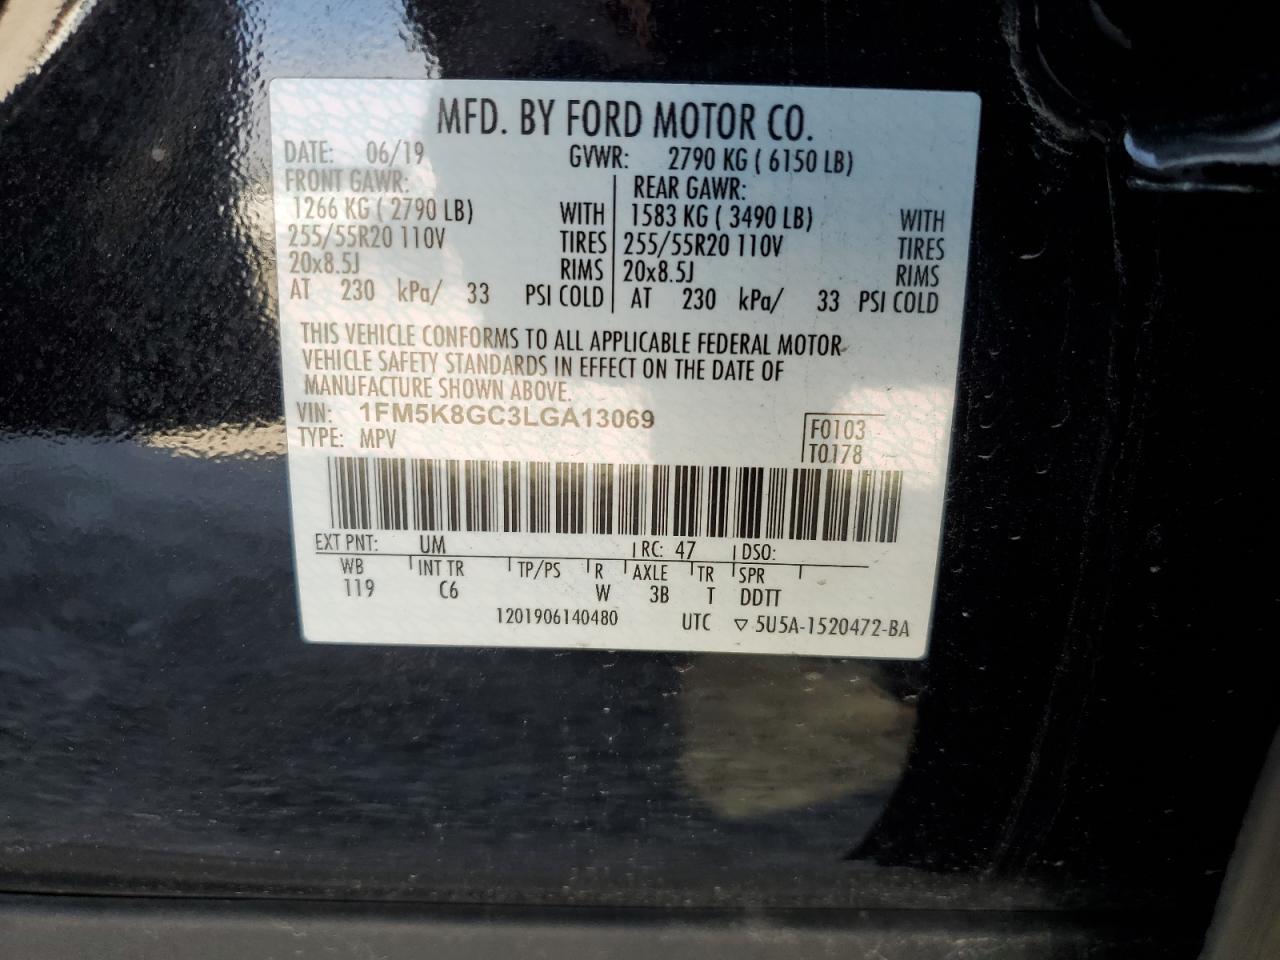 MFD. BY FORD MOTOR CO.
DATE: 06/19 GVWR: 2790 KG ( 6150 LB)
FRONT GAWR: REAR GAWR:
1266 KG ( 2790 LB) WITH 1583 KG ( 3490 LB) WITH
255/55R20 110V TIRES 255/55R20 110V TIRES
20x8.5J RIMS 20x8.5J RIMS
AT 230 kPa/ 33 PSI COLD AT 230 kPa/ 33 PSI COLD
THIS VEHICLE CONFORMS TO ALL APPLICABLE FEDERAL MOTOR
VEHICLE SAFETY STANDARDS IN EFFECT ON THE DATE OF
MANUFACTURE SHOWN ABOVE.
VIN: 1FM5K8GC3LGA13069 F0103
TYPE: MPV T0178
EXT PNT: UM RC: 47 DSO:
WB INT TR TP/PS R AXLE TR SPR
119 C6 W 3B T DDTT
1201906140480 UTC ▽ 5U5A-1520472-BA